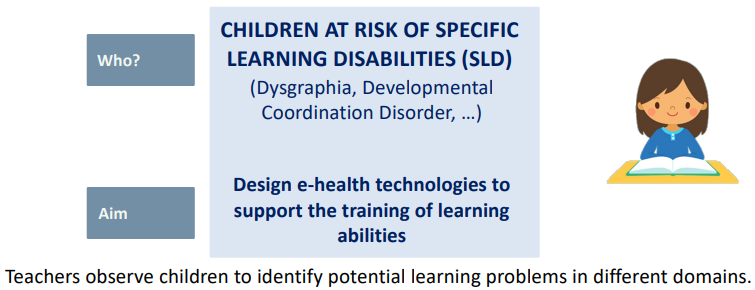 Who?
CHILDREN AT RISK OF SPECIFIC
LEARNING DISABILITIES (SLD)
(Dysgraphia, Developmental
Coordination Disorder, …)
Aim
Design e-health technologies to
support the training of learning
abilities
Teachers observe children to identify potential learning problems in different domains.